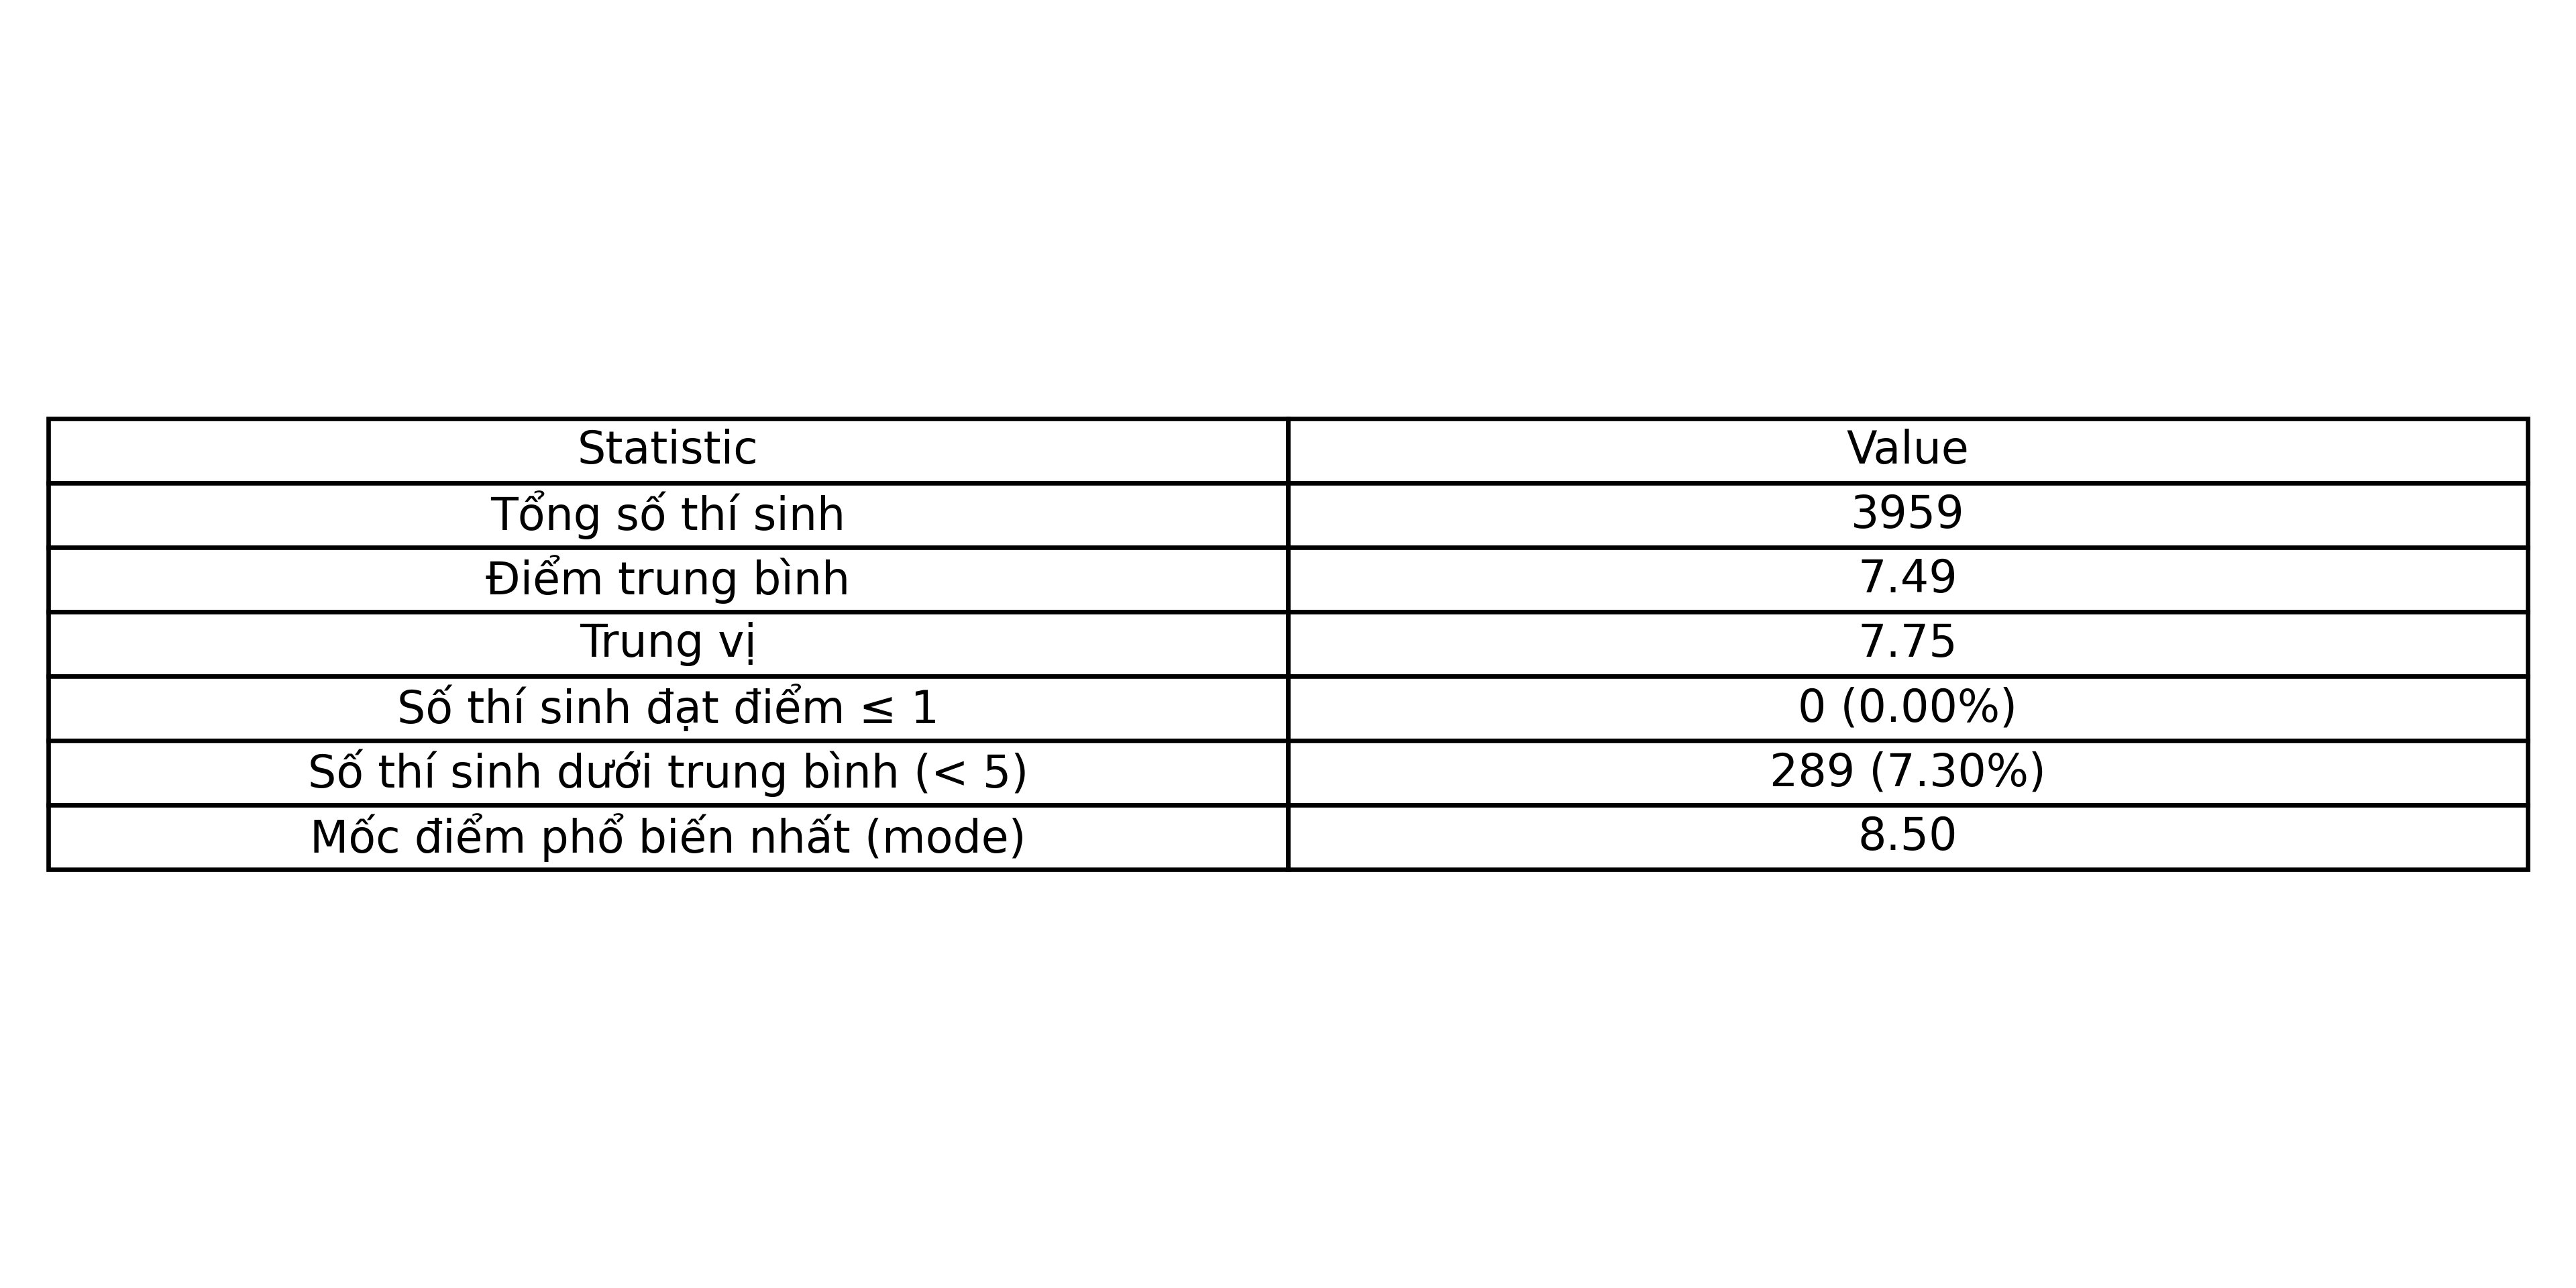 Statistic Value
Tổng số thí sinh 3959
Điểm trung bình 7.49
Trung vị 7.75
Số thí sinh đạt điểm ≤ 1 0 (0.00%)
Số thí sinh dưới trung bình (< 5) 289 (7.30%)
Mốc điểm phổ biến nhất (mode) 8.50